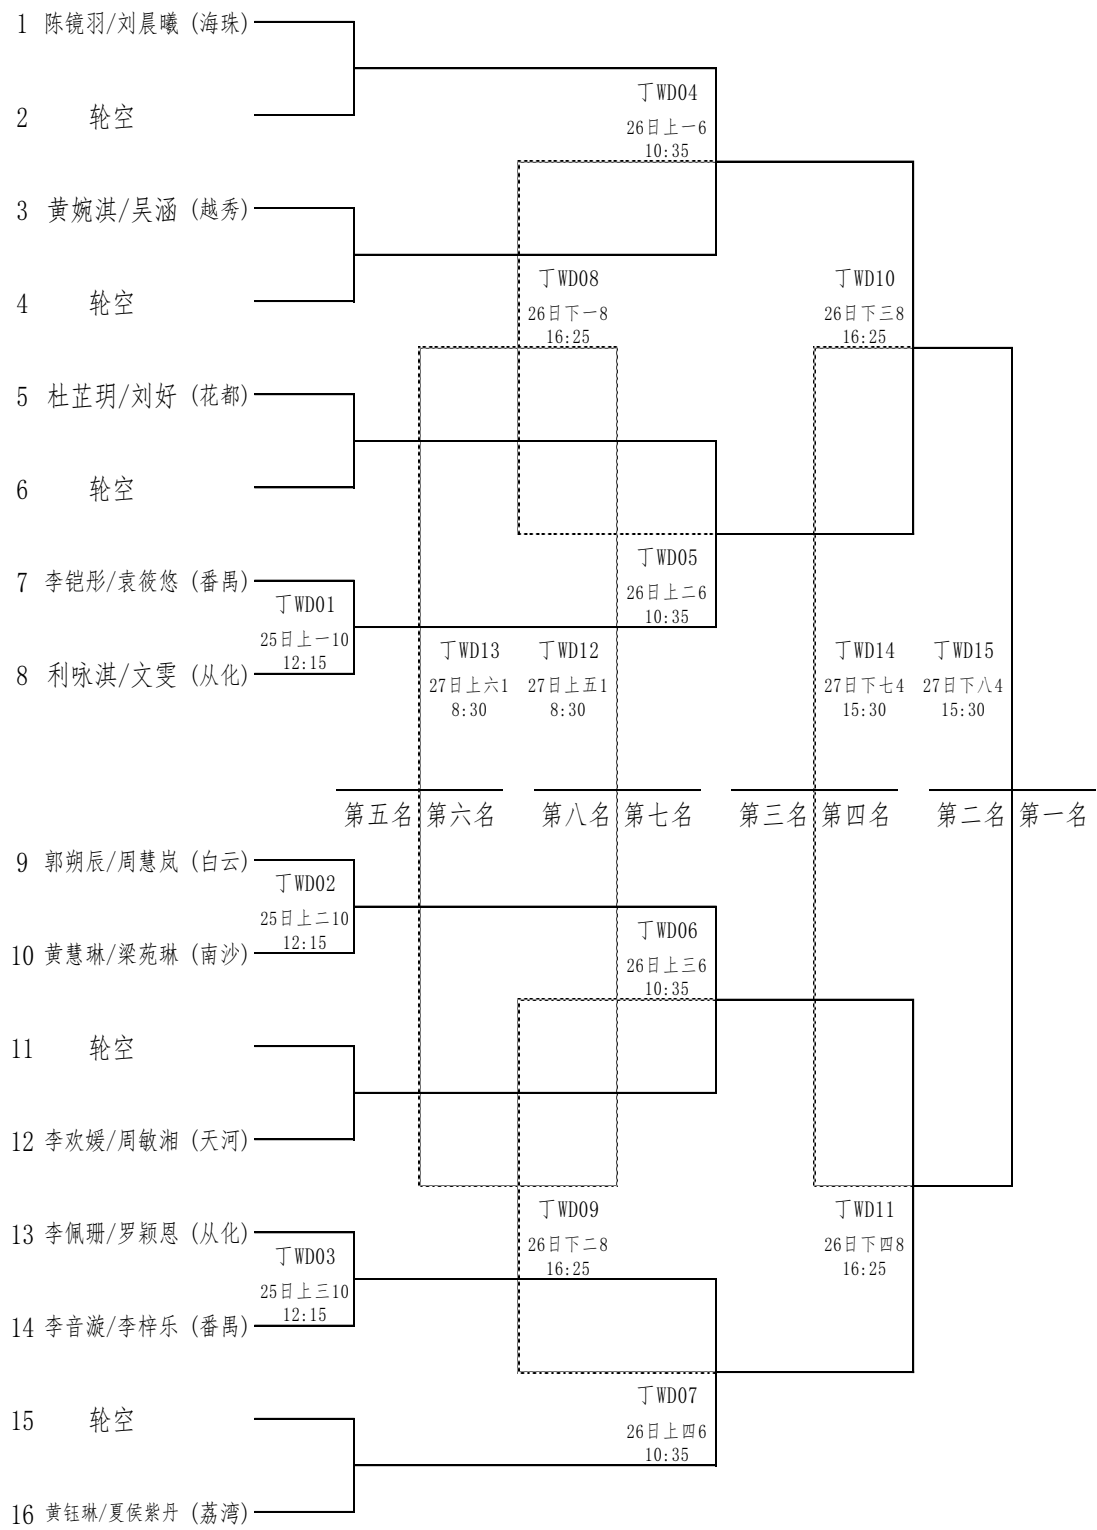 1 陈镜羽/刘晨曦 (海珠)
丁WD04
2 轮空
26日上一6
10:35
3 黄婉淇/吴涵 (越秀)
丁WD08
丁WD10
4 轮空
26日下一8
26日下三8
16:25
16:25
5 杜芷玥/刘好 (花都)
6 轮空
丁WD05
7 李铠彤/袁筱悠 (番禺)
26日上二6
丁WD01
10:35
25日上一10
丁WD13
丁WD12
丁WD14
丁WD15
12:15
8 利咏淇/文雯 (从化)
27日上六1
27日上五1
27日下七4
27日下八4
8:30
8:30
15:30
15:30
第五名
第六名
第八名
第七名
第三名
第四名
第二名
第一名
9 郭朔辰/周慧岚 (白云)
丁WD02
25日上二10
丁WD06
12:15
10 黄慧琳/梁苑琳 (南沙)
26日上三6
10:35
11 轮空
12 李欢媛/周敏湘 (天河)
丁WD09
丁WD11
13 李佩珊/罗颖恩 (从化)
26日下二8
26日下四8
丁WD03
16:25
16:25
25日上三10
12:15
14 李音漩/李梓乐 (番禺)
丁WD07
15 轮空
26日上四6
10:35
16 黄钰琳/夏侯紫丹 (荔湾)